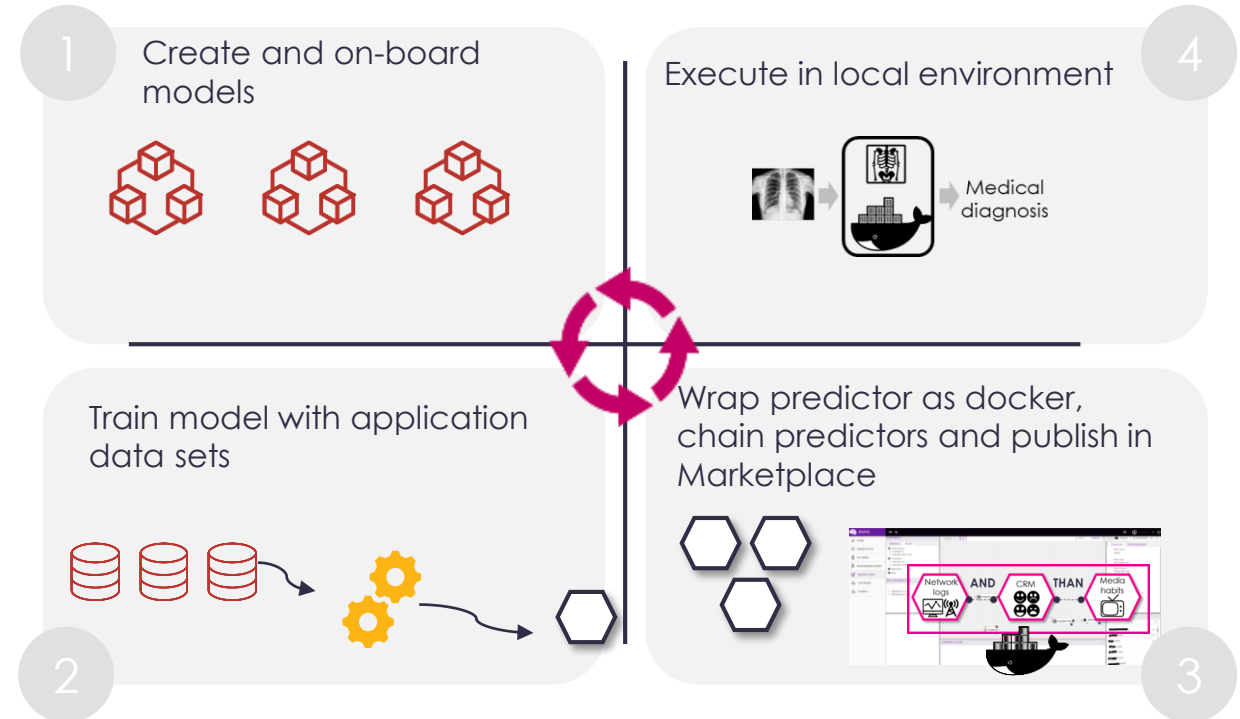 1
Create and on-board
models
4
Execute in local environment
Medical
diagnosis
2
Train model with application
data sets
3
Wrap predictor as docker,
chain predictors and publish in
Marketplace
Network
logs
AND
CRM
THAN
Media
habits